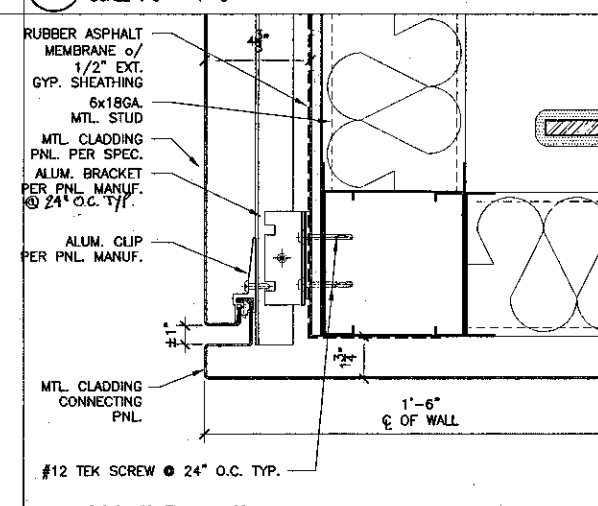 RUBBER ASPHALT
MEMBRANE o/
1/2" EXT.
GYP. SHEATHING
6x18GA.
MTL. STUD
MTL. CLADDING
PNL. PER SPEC.
ALUM. BRACKET
PER PNL. MANUF.
@ 24" O.C. TYP.
ALUM. CLIP
PER PNL. MANUF.
1"
MTL. CLADDING
CONNECTING
PNL.
3"
1'-6"
℄ OF WALL
#12 TEK SCREW @ 24" O.C. TYP.